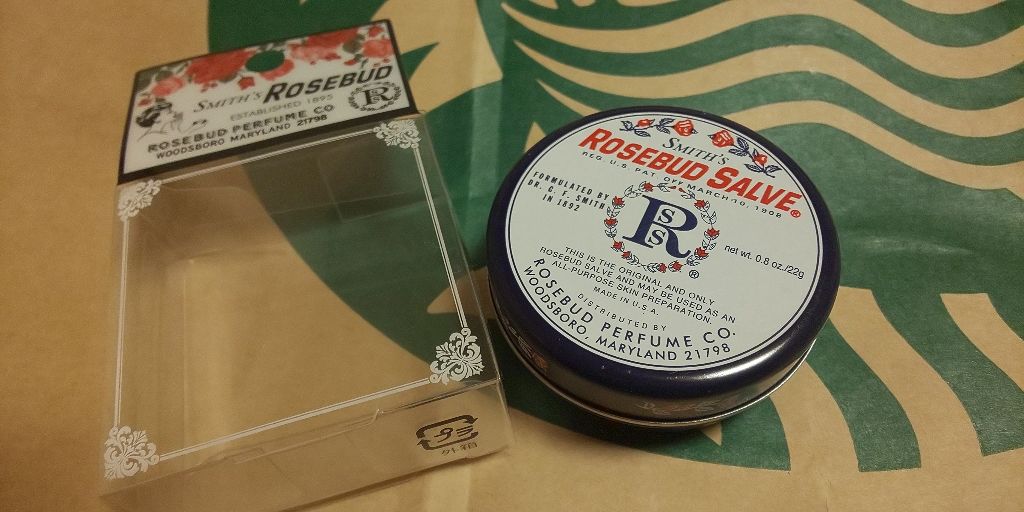 SMITH'S ROSEBUD
ESTABLISHED 1895
R
ROSEBUD PERFUME CO
WOODSBORO MARYLAND 21798
プラ
外箱
SMITH'S
ROSEBUD SALVE®
REG. U.S. PAT. OFF. MARCH 10, 1908
FORMULATED BY
DR. G. F. SMITH
IN 1892
RSS
®
net wt. 0.8 oz./22g
THIS IS THE ORIGINAL AND ONLY
ROSEBUD SALVE AND MAY BE USED AS AN
ALL-PURPOSE SKIN PREPARATION.
MADE IN U.S.A.
DISTRIBUTED BY
ROSEBUD PERFUME CO.
WOODSBORO, MARYLAND 21798